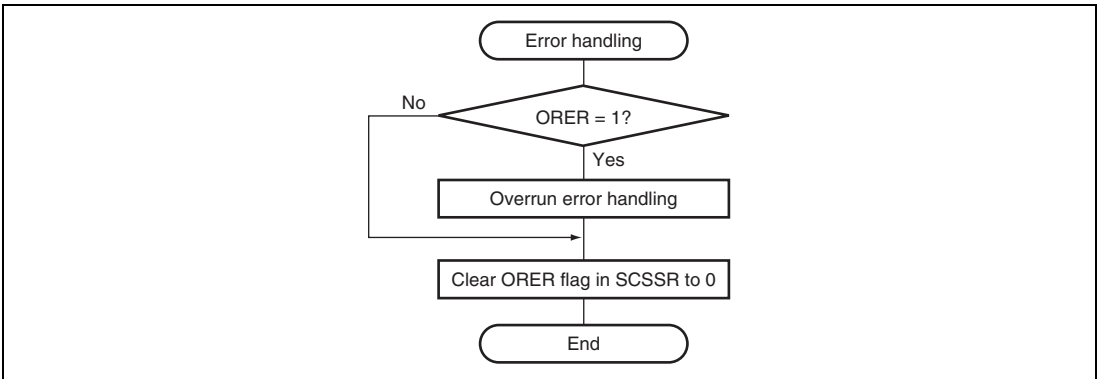 Error handling
No
ORER = 1?
Yes
Overrun error handling
Clear ORER flag in SCSSR to 0
End